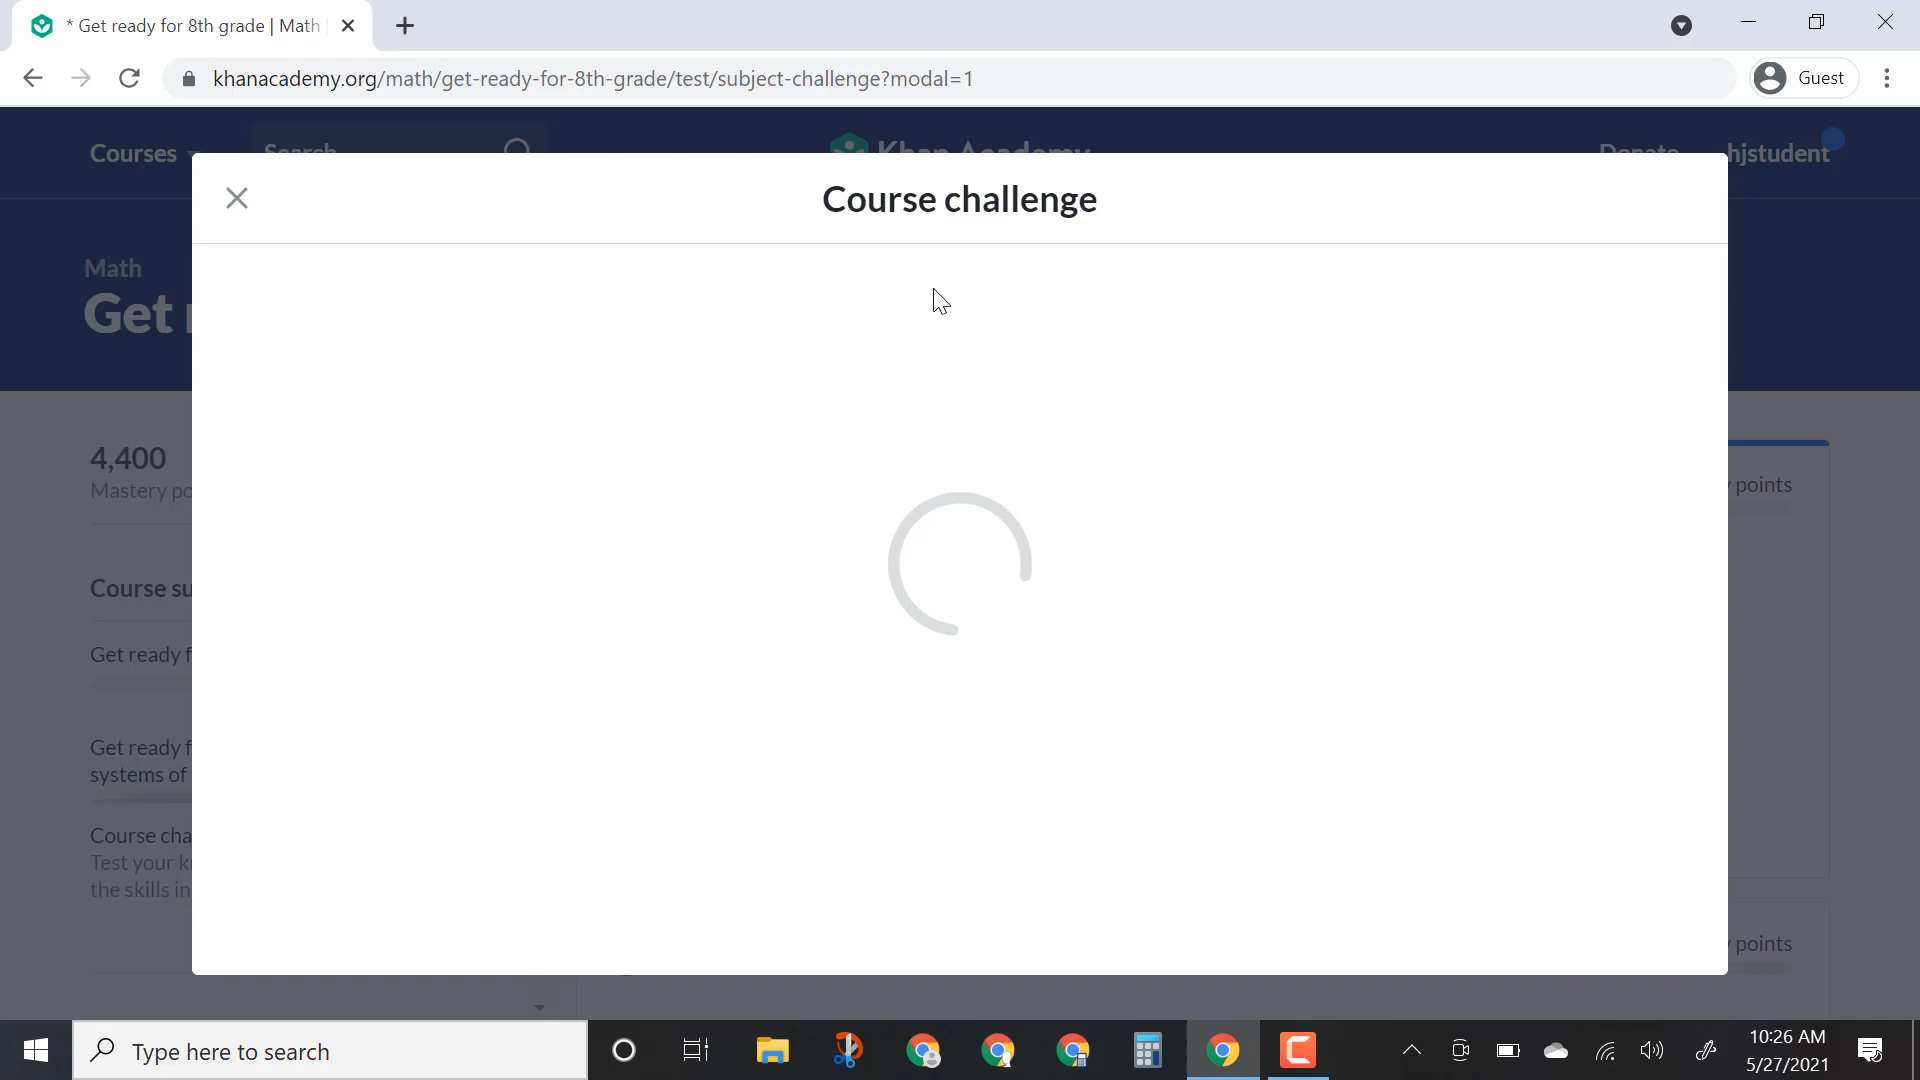 * Get ready for 8th grade | Math
khanacademy.org/math/get-ready-for-8th-grade/test/subject-challenge?modal=1
Guest
Courses
Search
Khan Academy
Donate
hjstudent
Course challenge
Math
Get
4,400
Mastery po
y points
Course su
Get ready f
Get ready f
systems of
Course cha
Test your k
the skills in
y points
Type here to search
10:26 AM
5/27/2021